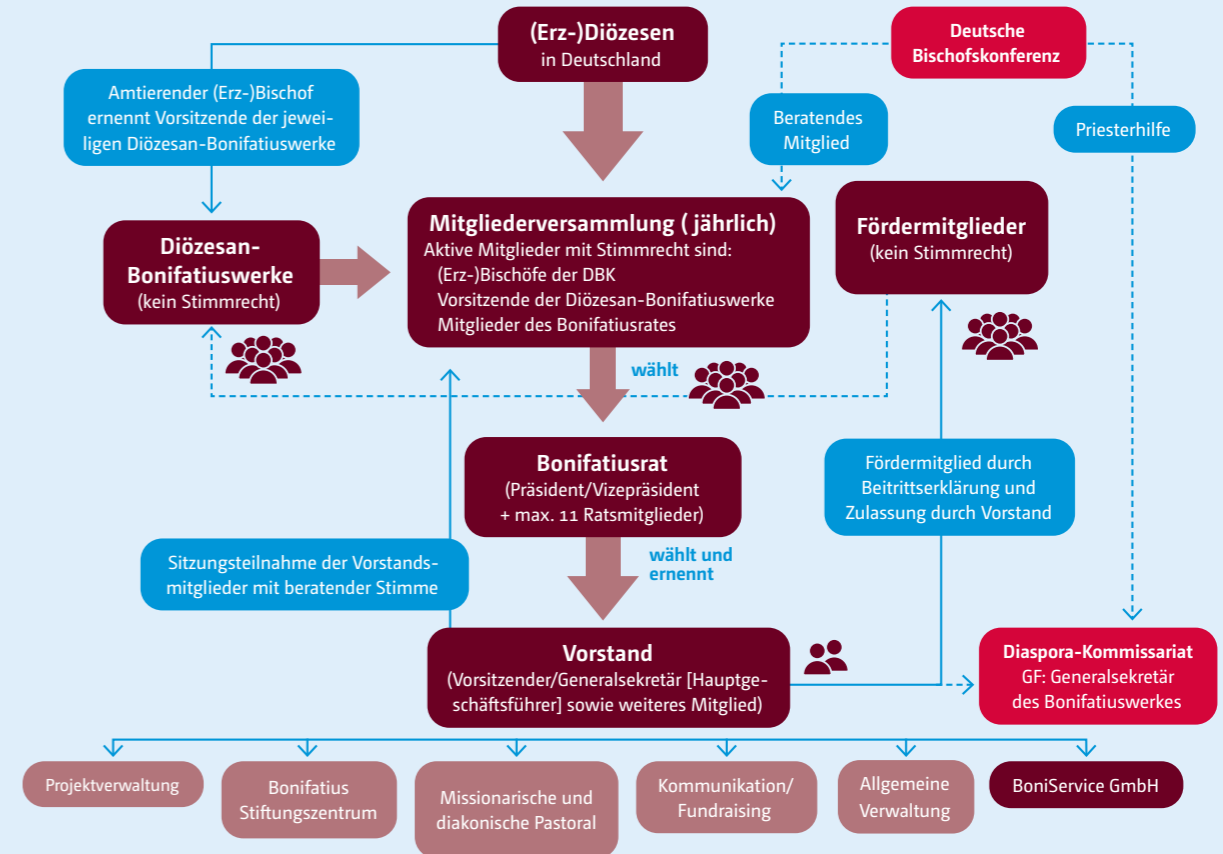 (Erz-)Diözesen
in Deutschland
Deutsche
Bischofskonferenz
Amtierender (Erz-)Bischof
ernennt Vorsitzende der jewei-
ligen Diözesan-Bonifatiuswerke
Beratendes
Mitglied
Priesterhilfe
Diözesan-
Bonifatiuswerke
(kein Stimmrecht)
Mitgliederversammlung ( jährlich)
Aktive Mitglieder mit Stimmrecht sind:
(Erz-)Bischöfe der DBK
Vorsitzende der Diözesan-Bonifatiuswerke
Mitglieder des Bonifatiusrates
Fördermitglieder
(kein Stimmrecht)
wählt
Bonifatiusrat
(Präsident/Vizepräsident
+ max. 11 Ratsmitglieder)
Fördermitglied durch
Beitrittserklärung und
Zulassung durch Vorstand
Sitzungsteilnahme der Vorstands-
mitglieder mit beratender Stimme
wählt und
ernennt
Vorstand
(Vorsitzender/Generalsekretär [Hauptge-
schäftsführer] sowie weiteres Mitglied)
Diaspora-Kommissariat
GF: Generalsekretär
des Bonifatiuswerkes
Projektverwaltung
Bonifatius
Stiftungszentrum
Missionarische und
diakonische Pastoral
Kommunikation/
Fundraising
Allgemeine
Verwaltung
BoniService GmbH